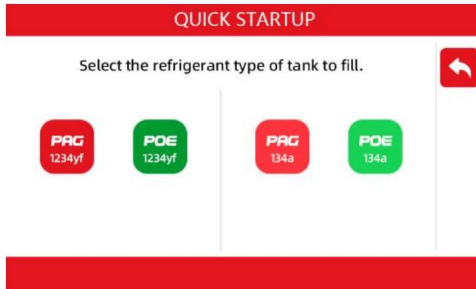 QUICK STARTUP
Select the refrigerant type of tank to fill.
PAG
1234yf
POE
1234yf
PAG
134a
POE
134a